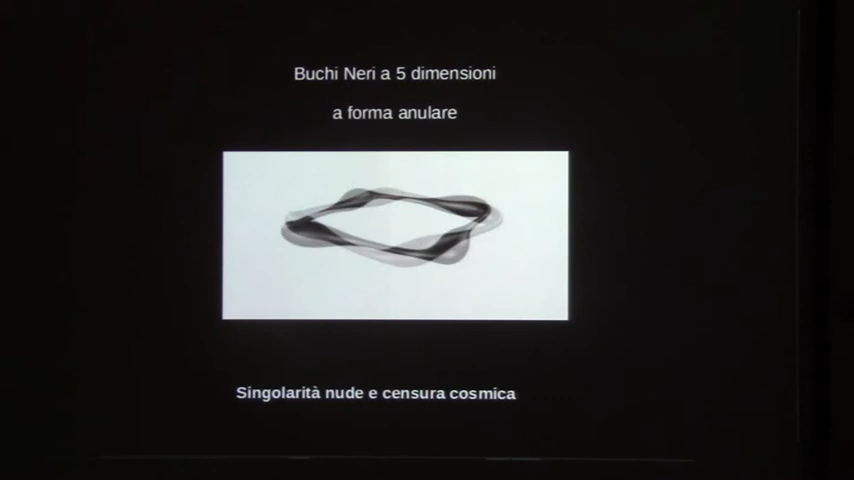 Buchi Neri a 5 dimensioni
a forma anulare
Singolarità nude e censura cosmica